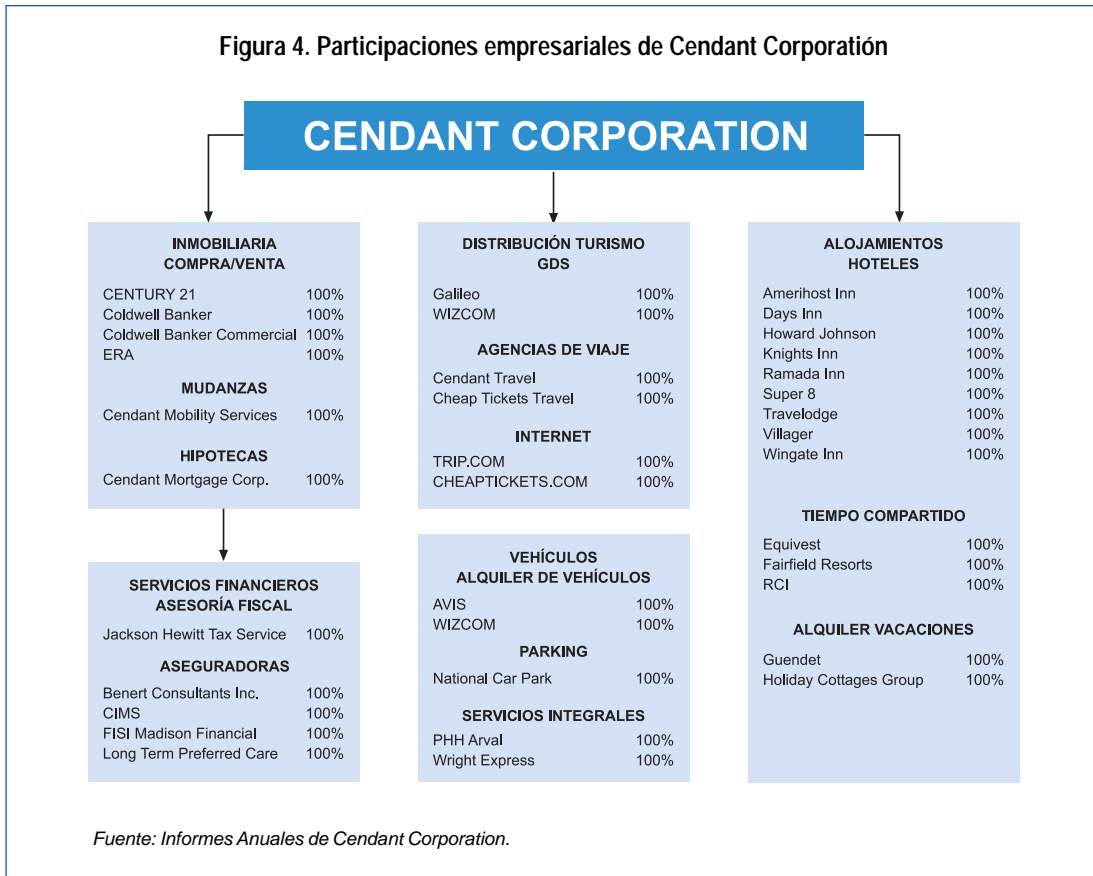 Figura 4. Participaciones empresariales de Cendant Corporatión
CENDANT CORPORATION
INMOBILIARIA
COMPRA/VENTA
CENTURY 21 100%
Coldwell Banker 100%
Coldwell Banker Commercial 100%
ERA 100%
MUDANZAS
Cendant Mobility Services 100%
HIPOTECAS
Cendant Mortgage Corp. 100%
SERVICIOS FINANCIEROS
ASESORÍA FISCAL
Jackson Hewitt Tax Service 100%
ASEGURADORAS
Benert Consultants Inc. 100%
CIMS 100%
FISI Madison Financial 100%
Long Term Preferred Care 100%
DISTRIBUCIÓN TURISMO
GDS
Galileo 100%
WIZCOM 100%
AGENCIAS DE VIAJE
Cendant Travel 100%
Cheap Tickets Travel 100%
INTERNET
TRIP.COM 100%
CHEAPTICKETS.COM 100%
VEHÍCULOS
ALQUILER DE VEHÍCULOS
AVIS 100%
WIZCOM 100%
PARKING
National Car Park 100%
SERVICIOS INTEGRALES
PHH Arval 100%
Wright Express 100%
ALOJAMIENTOS
HOTELES
Amerihost Inn 100%
Days Inn 100%
Howard Johnson 100%
Knights Inn 100%
Ramada Inn 100%
Super 8 100%
Travelodge 100%
Villager 100%
Wingate Inn 100%
TIEMPO COMPARTIDO
Equivest 100%
Fairfield Resorts 100%
RCI 100%
ALQUILER VACACIONES
Guendet 100%
Holiday Cottages Group 100%
Fuente: Informes Anuales de Cendant Corporation.